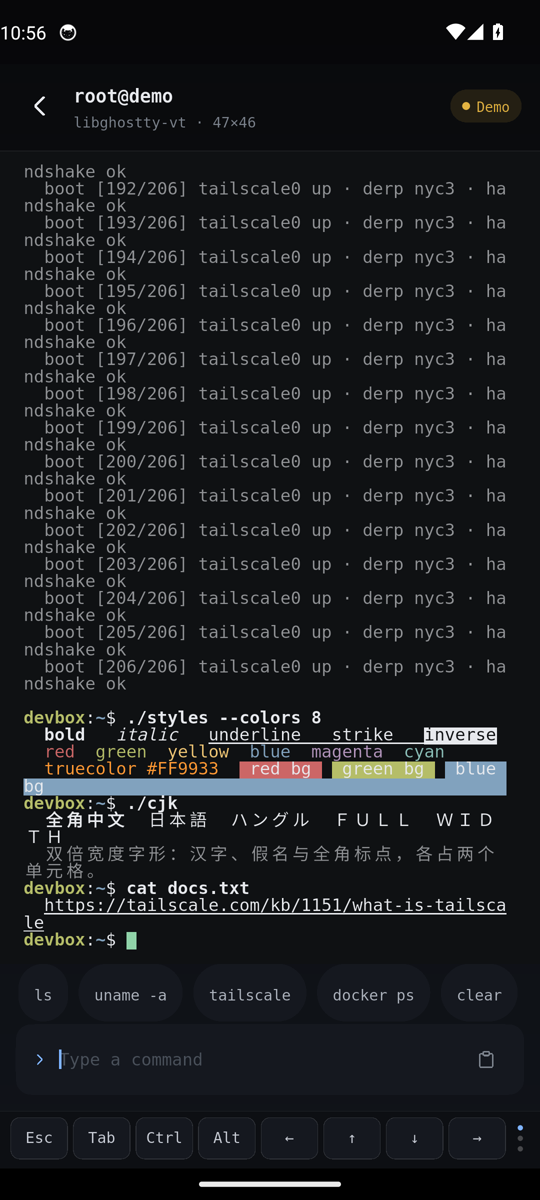 10:56
root@demo
libghostty-vt · 47×46
Demo
ndshake ok
boot [192/206] tailscale0 up · derp nyc3 · ha
ndshake ok
boot [193/206] tailscale0 up · derp nyc3 · ha
ndshake ok
boot [194/206] tailscale0 up · derp nyc3 · ha
ndshake ok
boot [195/206] tailscale0 up · derp nyc3 · ha
ndshake ok
boot [196/206] tailscale0 up · derp nyc3 · ha
ndshake ok
boot [197/206] tailscale0 up · derp nyc3 · ha
ndshake ok
boot [198/206] tailscale0 up · derp nyc3 · ha
ndshake ok
boot [199/206] tailscale0 up · derp nyc3 · ha
ndshake ok
boot [200/206] tailscale0 up · derp nyc3 · ha
ndshake ok
boot [201/206] tailscale0 up · derp nyc3 · ha
ndshake ok
boot [202/206] tailscale0 up · derp nyc3 · ha
ndshake ok
boot [203/206] tailscale0 up · derp nyc3 · ha
ndshake ok
boot [204/206] tailscale0 up · derp nyc3 · ha
ndshake ok
boot [205/206] tailscale0 up · derp nyc3 · ha
ndshake ok
boot [206/206] tailscale0 up · derp nyc3 · ha
ndshake ok
devbox:~$ ./styles --colors 8
bold italic underline strike inverse
red green yellow blue magenta cyan
truecolor #FF9933 red bg green bg blue
bg
devbox:~$ ./cjk
全角中文 日本語 ハングル ＦＵＬＬ ＷＩＤ
ＴＨ
双倍宽度字形：汉字、假名与全角标点，各占两个
单元格。
devbox:~$ cat docs.txt
https://tailscale.com/kb/1151/what-is-tailsca
le
devbox:~$
ls uname -a tailscale docker ps clear
› Type a command
Esc Tab Ctrl Alt ← ↑ ↓ →